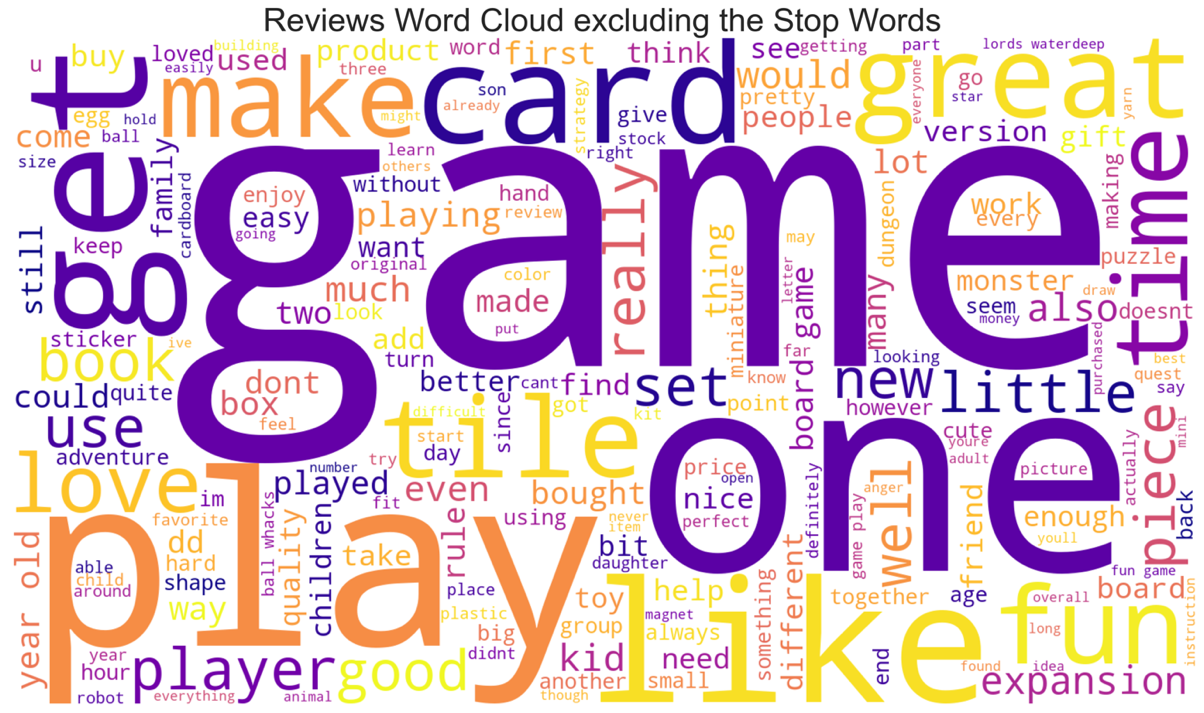 Reviews Word Cloud excluding the Stop Words
u
buy
loved
building
easily
used
product
three
word
first
think
see
getting
part
lords waterdeep
go
star
everyone
yarn
get
egg
hold
come
ball
size
make
might
card
son
already
strategy
give
stock
right
would
pretty
people
great
version
gift
family
cardboard
learn
others
without
hand
review
playing
enjoy
easy
going
want
original
game
really
lot
dungeon
work
every
making
time
still
keep
much
look
two
color
made
put
thing
miniature
may
letter
board game
many
monster
seem
money
draw
also
puzzle
doesnt
sticker
ive
book
add
turn
far
looking
purchased
best
quest
say
could
quite
dont
box
feel
better
cant
find
set
know
point
new
little
however
use
adventure
tile
difficult
start
day
since
got
kit
one
cute
youre
adult
piece
mini
actually
love
im
number
played
try
fit
even
bought
price
open
nice
perfect
definitely
well
anger
picture
back
year old
play
favorite
dd
hard
able
child
around
shape
way
ball whacks
quality
children
take
rule
using
place
never
item
bit
daughter
different
game play
friend
enough
youll
fun game
instruction
year
hour
robot
player
everything
animal
good
plastic
big
didnt
toy
group
another
though
like
help
magnet
always
kid
need
small
something
together
end
age
found
fun
overall
long
idea
board
expansion